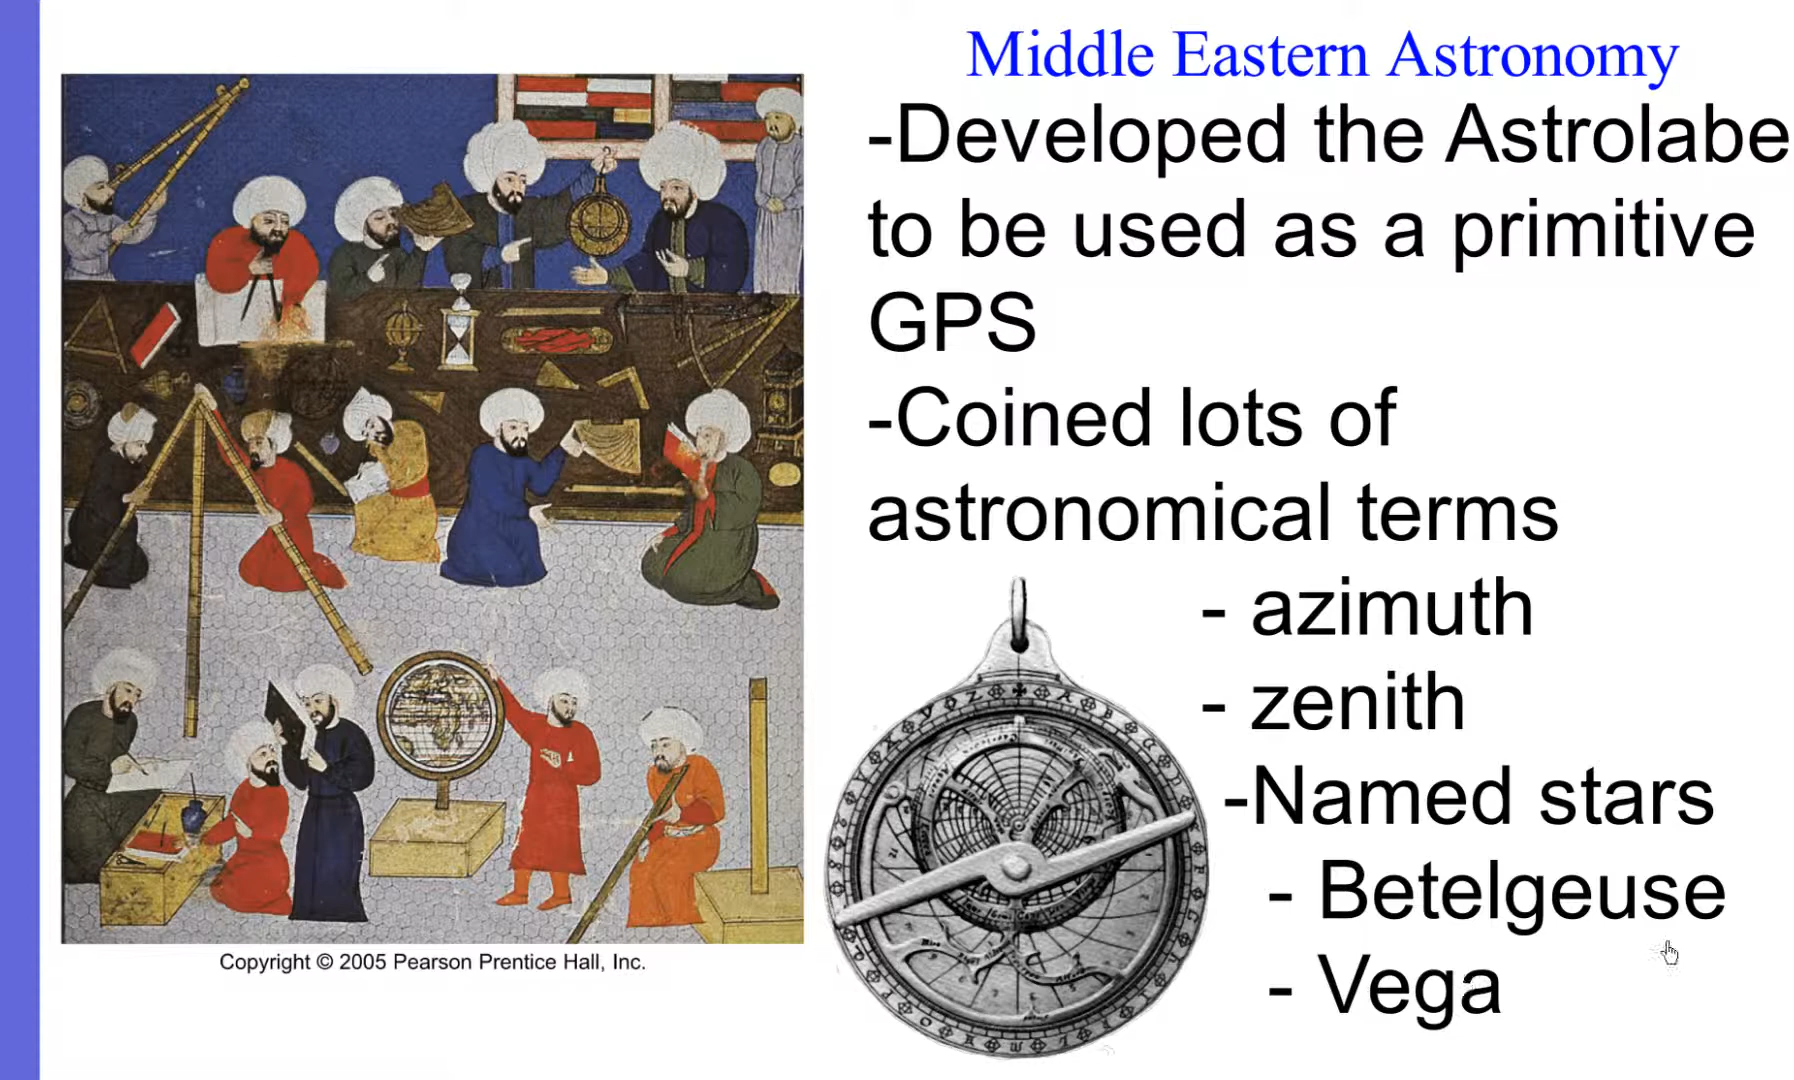 Middle Eastern Astronomy
-Developed the Astrolabe
to be used as a primitive
GPS
-Coined lots of
astronomical terms
- azimuth
- zenith
-Named stars
- Betelgeuse
- Vega
Copyright © 2005 Pearson Prentice Hall, Inc.